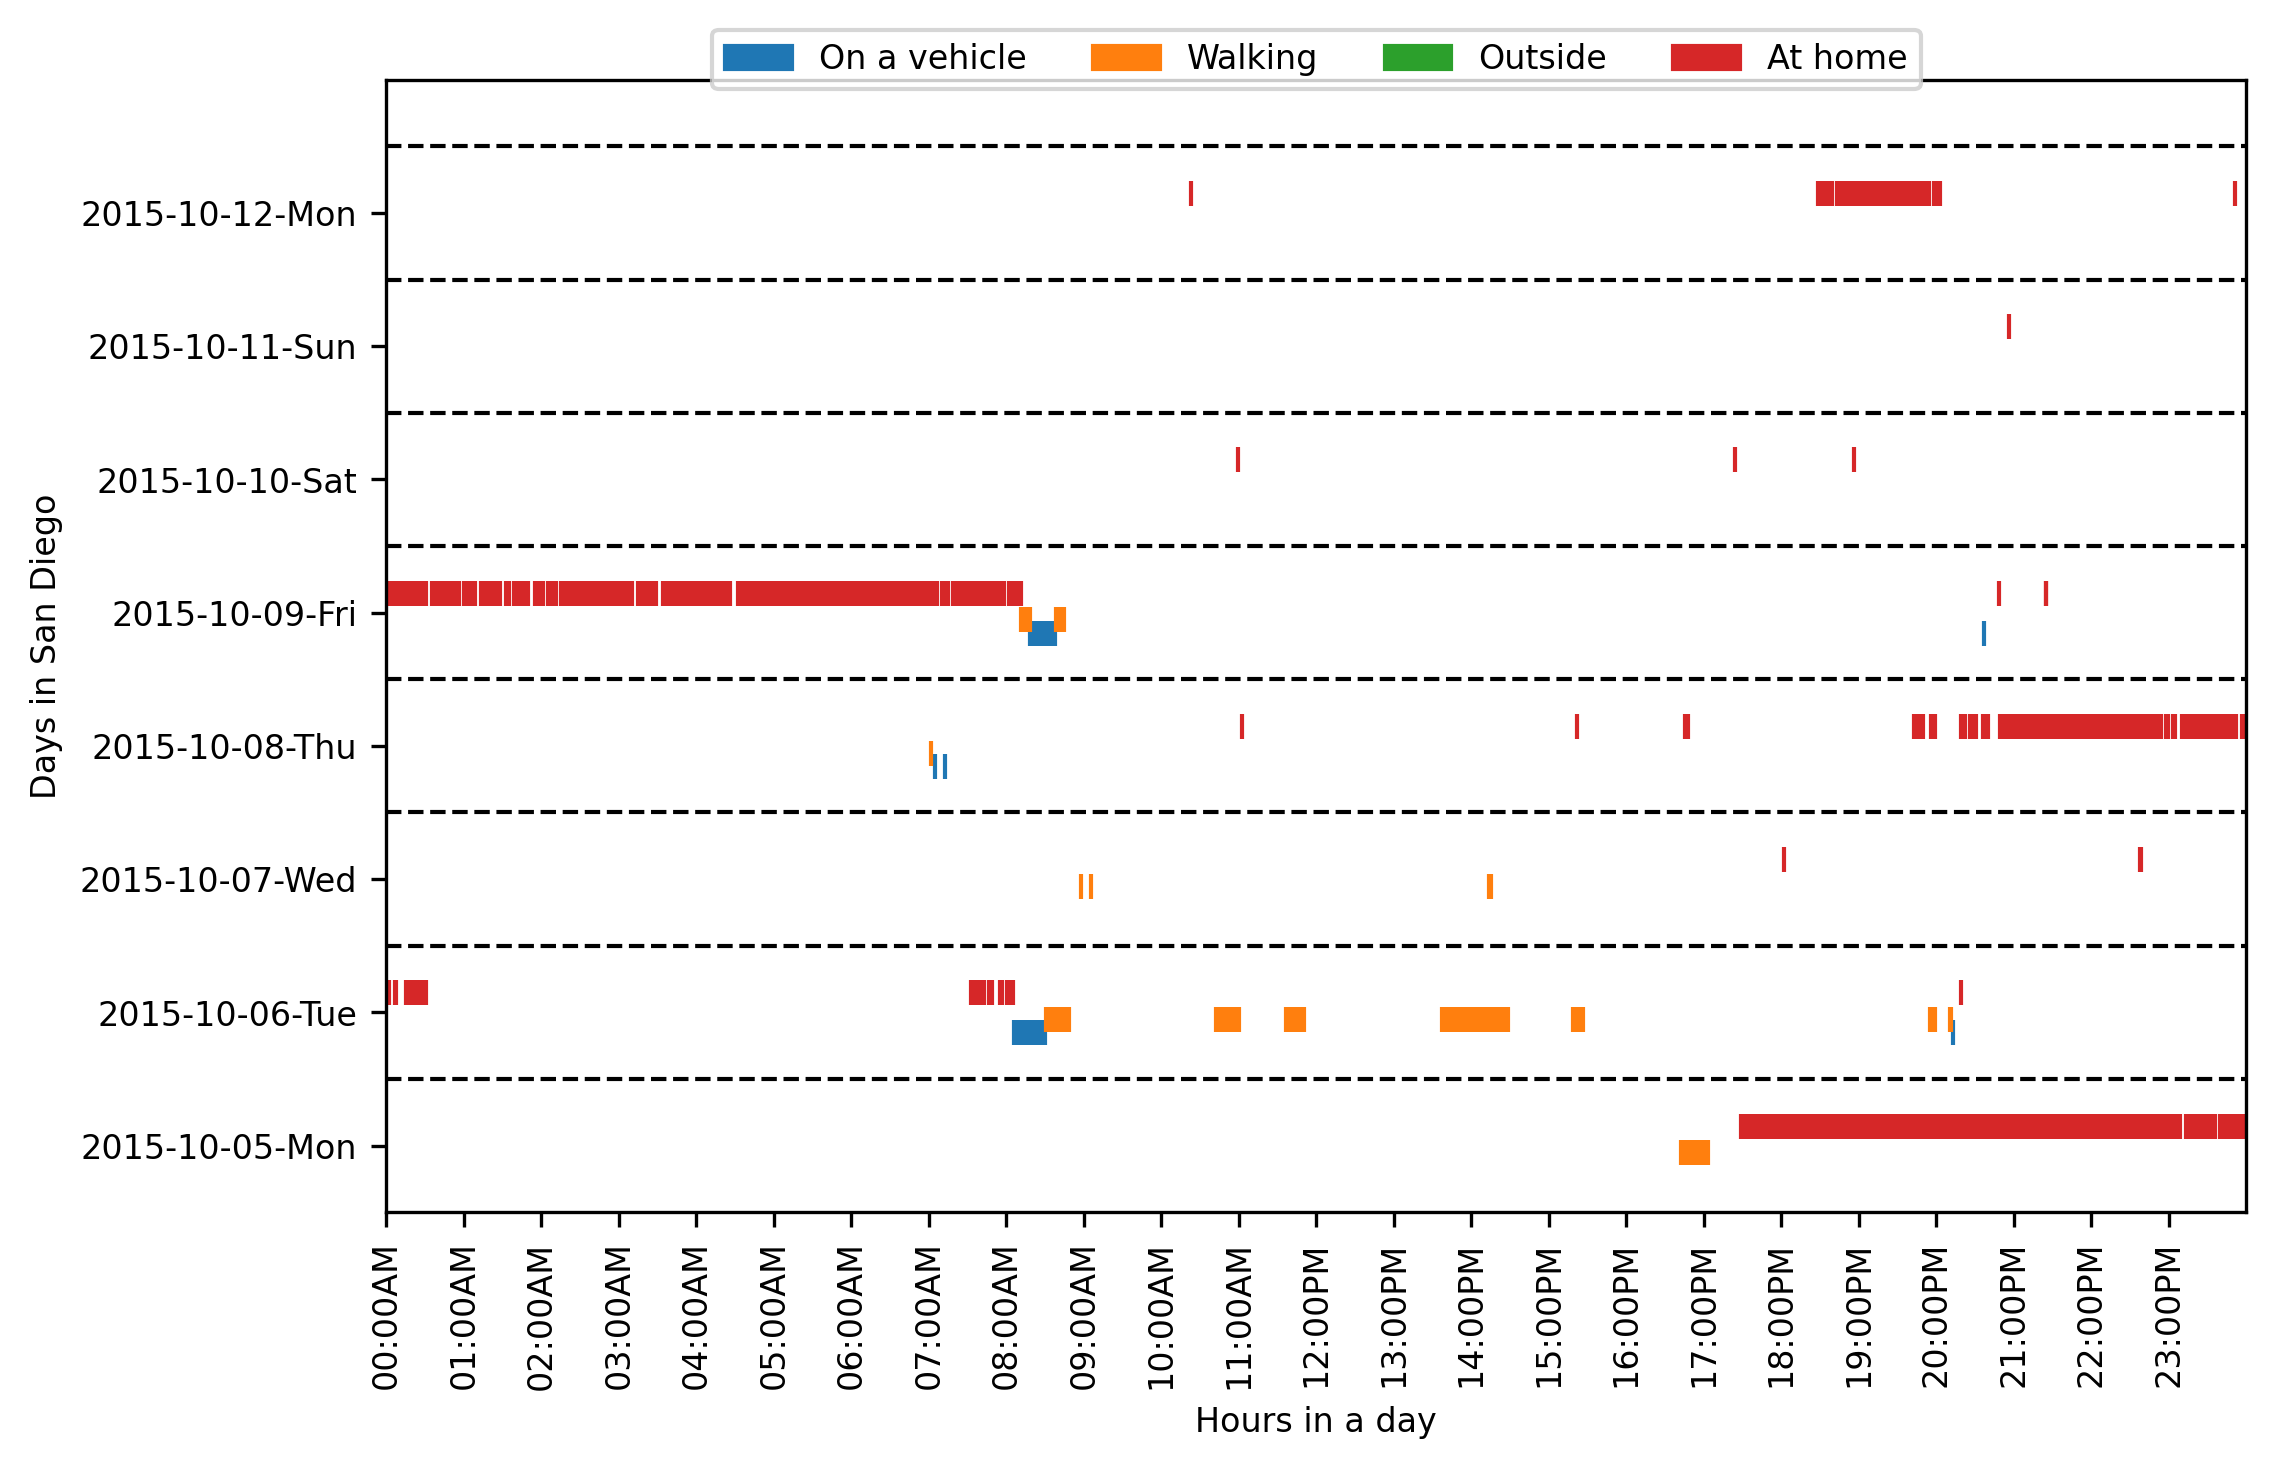 On a vehicle Walking Outside At home
2015-10-12-Mon
2015-10-11-Sun
2015-10-10-Sat
2015-10-09-Fri
2015-10-08-Thu
2015-10-07-Wed
2015-10-06-Tue
2015-10-05-Mon
Days in San Diego
00:00AM
01:00AM
02:00AM
03:00AM
04:00AM
05:00AM
06:00AM
07:00AM
08:00AM
09:00AM
10:00AM
11:00AM
12:00PM
13:00PM
14:00PM
15:00PM
16:00PM
17:00PM
18:00PM
19:00PM
20:00PM
21:00PM
22:00PM
23:00PM
Hours in a day